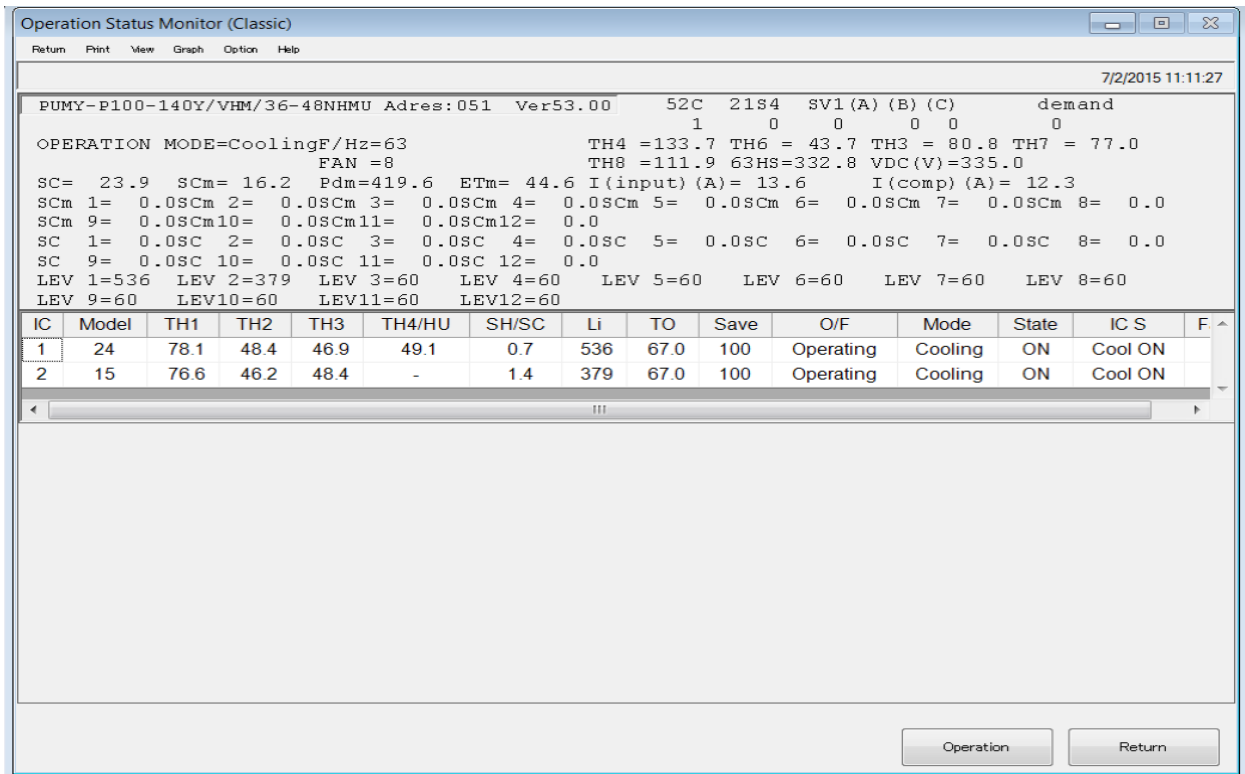 Operation Status Monitor (Classic)
Return Print View Graph Option Help
7/2/2015 11:11:27
PUMY-P100-140Y/VHM/36-48NHMU Adres:051 Ver53.00 52C 21S4 SV1(A) (B) (C) demand
1 0 0 0 0 0
OPERATION MODE=CoolingF/Hz=63 TH4 =133.7 TH6 = 43.7 TH3 = 80.8 TH7 = 77.0
FAN =8 TH8 =111.9 63HS=332.8 VDC(V)=335.0
SC= 23.9 SCm= 16.2 Pdm=419.6 ETm= 44.6 I(input)(A)= 13.6 I(comp)(A)= 12.3
SCm 1= 0.0SCm 2= 0.0SCm 3= 0.0SCm 4= 0.0SCm 5= 0.0SCm 6= 0.0SCm 7= 0.0SCm 8= 0.0
SCm 9= 0.0SCm10= 0.0SCm11= 0.0SCm12= 0.0
SC 1= 0.0SC 2= 0.0SC 3= 0.0SC 4= 0.0SC 5= 0.0SC 6= 0.0SC 7= 0.0SC 8= 0.0
SC 9= 0.0SC 10= 0.0SC 11= 0.0SC 12= 0.0
LEV 1=536 LEV 2=379 LEV 3=60 LEV 4=60 LEV 5=60 LEV 6=60 LEV 7=60 LEV 8=60
LEV 9=60 LEV10=60 LEV11=60 LEV12=60
IC Model TH1 TH2 TH3 TH4/HU SH/SC Li TO Save O/F Mode State IC S F.
1 24 78.1 48.4 46.9 49.1 0.7 536 67.0 100 Operating Cooling ON Cool ON
2 15 76.6 46.2 48.4 - 1.4 379 67.0 100 Operating Cooling ON Cool ON
Operation Return